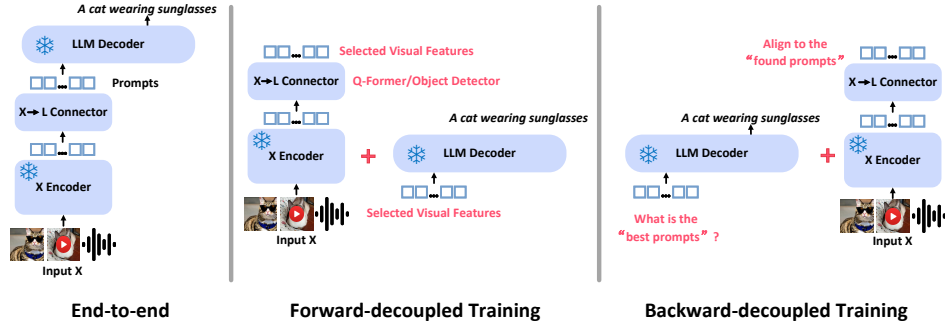 A cat wearing sunglasses
LLM Decoder
Prompts
X→L Connector
X Encoder
Input X
End-to-end
Selected Visual Features
X→L Connector
Q-Former/Object Detector
X Encoder
Input X
+
A cat wearing sunglasses
LLM Decoder
Selected Visual Features
Forward-decoupled Training
A cat wearing sunglasses
LLM Decoder
What is the
“best prompts” ?
+
Align to the
“found prompts”
X→L Connector
X Encoder
Input X
Backward-decoupled Training